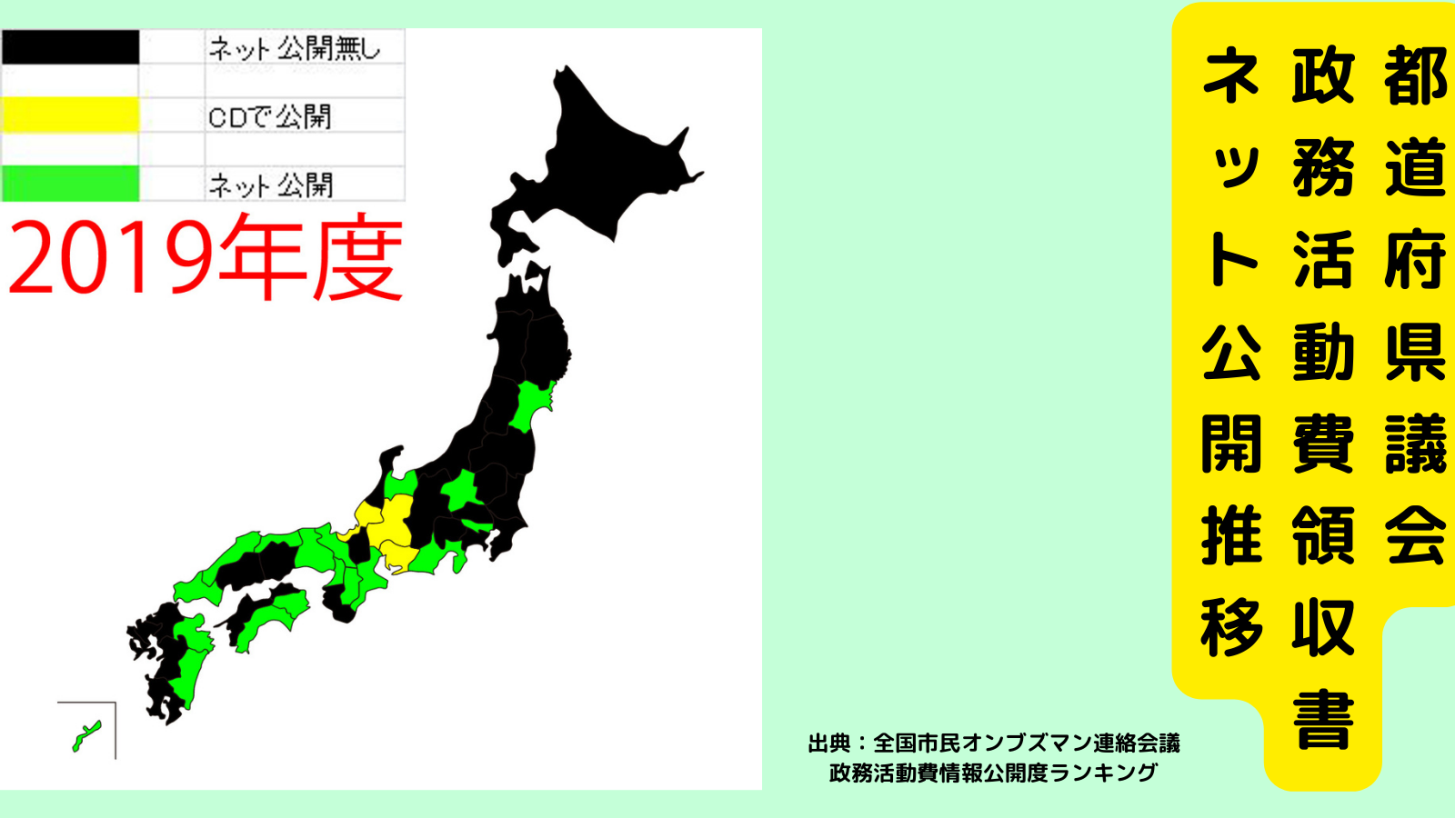 都道府県議会
政務活動費領収書
ネット公開推移
ネット公開無し
CDで公開
ネット公開
2019年度
出典：全国市民オンブズマン連絡会議
政務活動費情報公開度ランキング